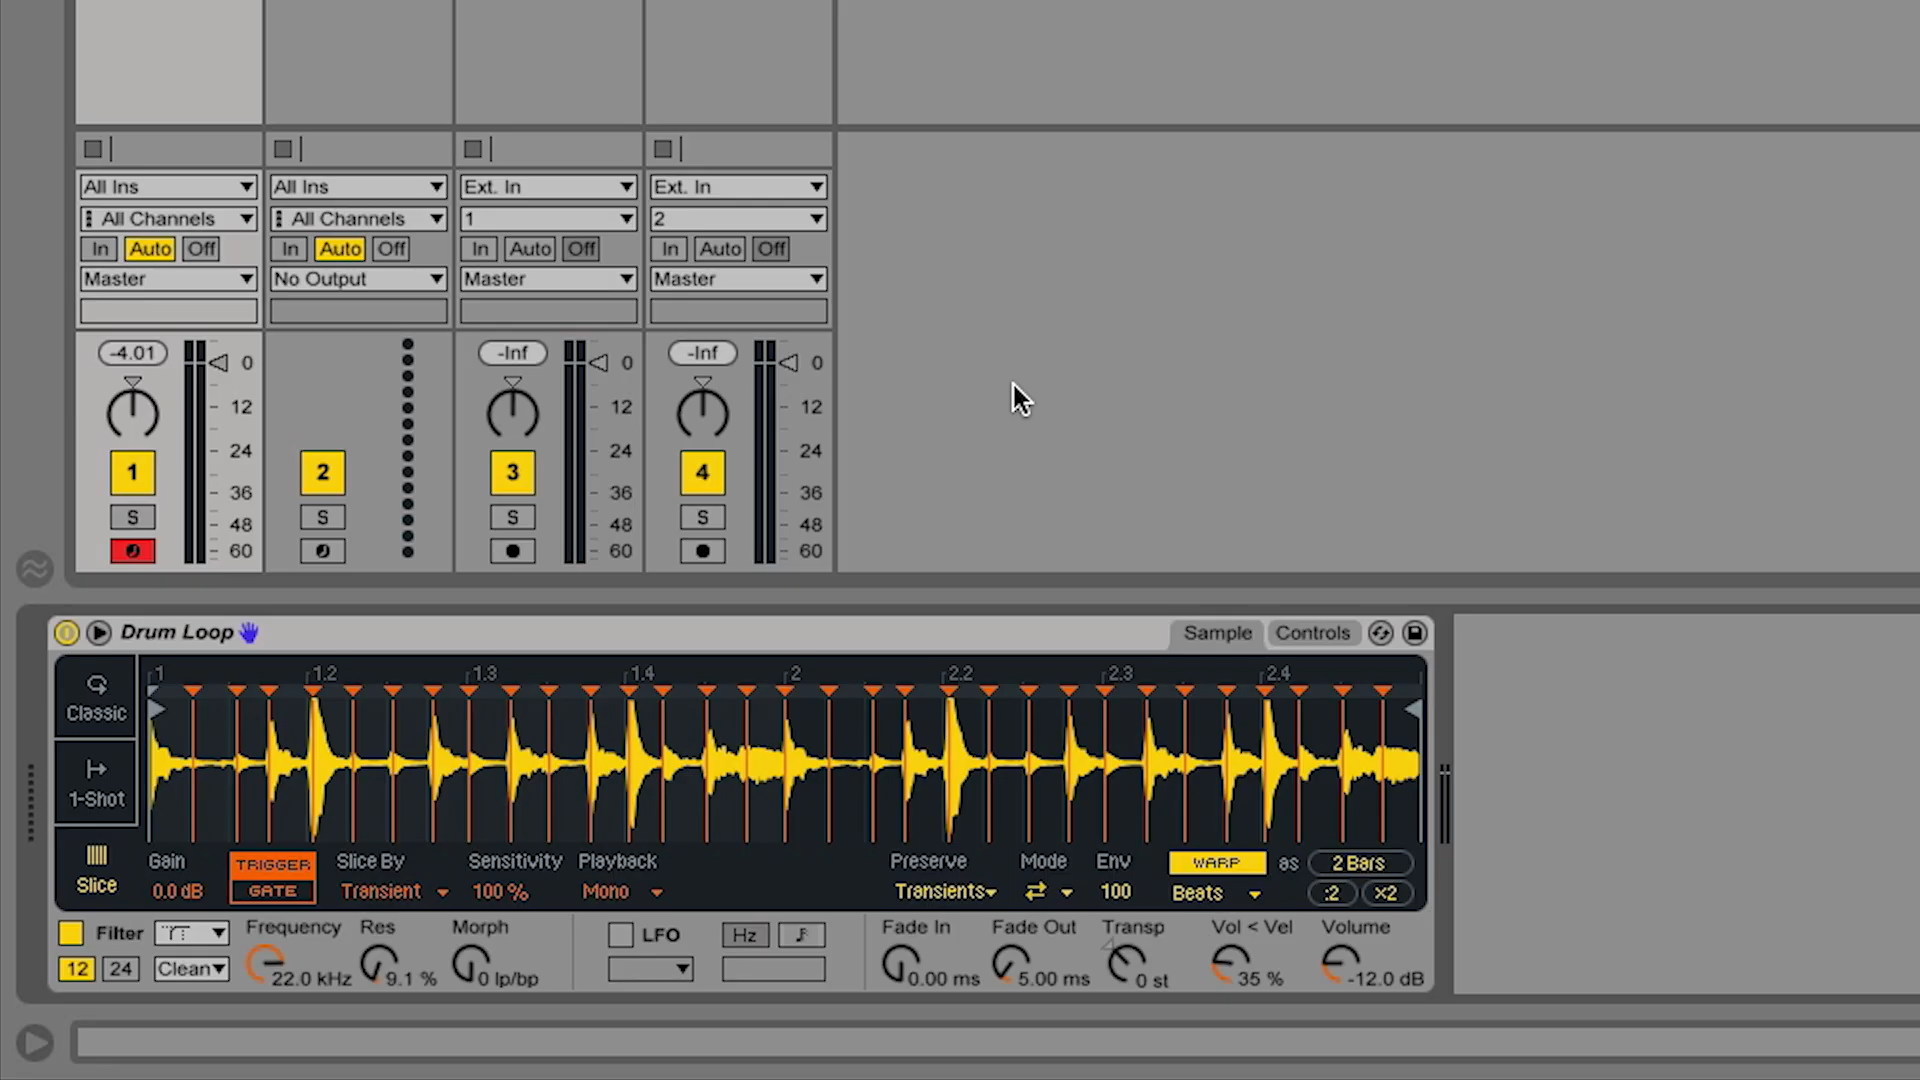 All Ins All Ins Ext. In Ext. In
All Channels All Channels 1 2
In Auto Off In Auto Off In Auto Off In Auto Off
Master No Output Master Master
-4.01 -Inf -Inf
0 0 0
12 12 12
24 24 24
1 2 3 4
36 36 36
S S S S
48 48 48
60 60 60
Drum Loop Sample Controls
1 1.2 1.3 1.4 2 2.2 2.3 2.4
Classic
1-Shot
Slice
Gain TRIGGER Slice By Sensitivity Playback Preserve Mode Env WARP as 2 Bars
0.0 dB GATE Transient 100 % Mono Transients 100 Beats :2 x2
Filter Frequency Res Morph LFO Hz Fade In Fade Out Transp Vol < Vel Volume
12 24 Clean 22.0 kHz 9.1 % 0 lp/bp 0.00 ms 5.00 ms 0 st 35 % -12.0 dB